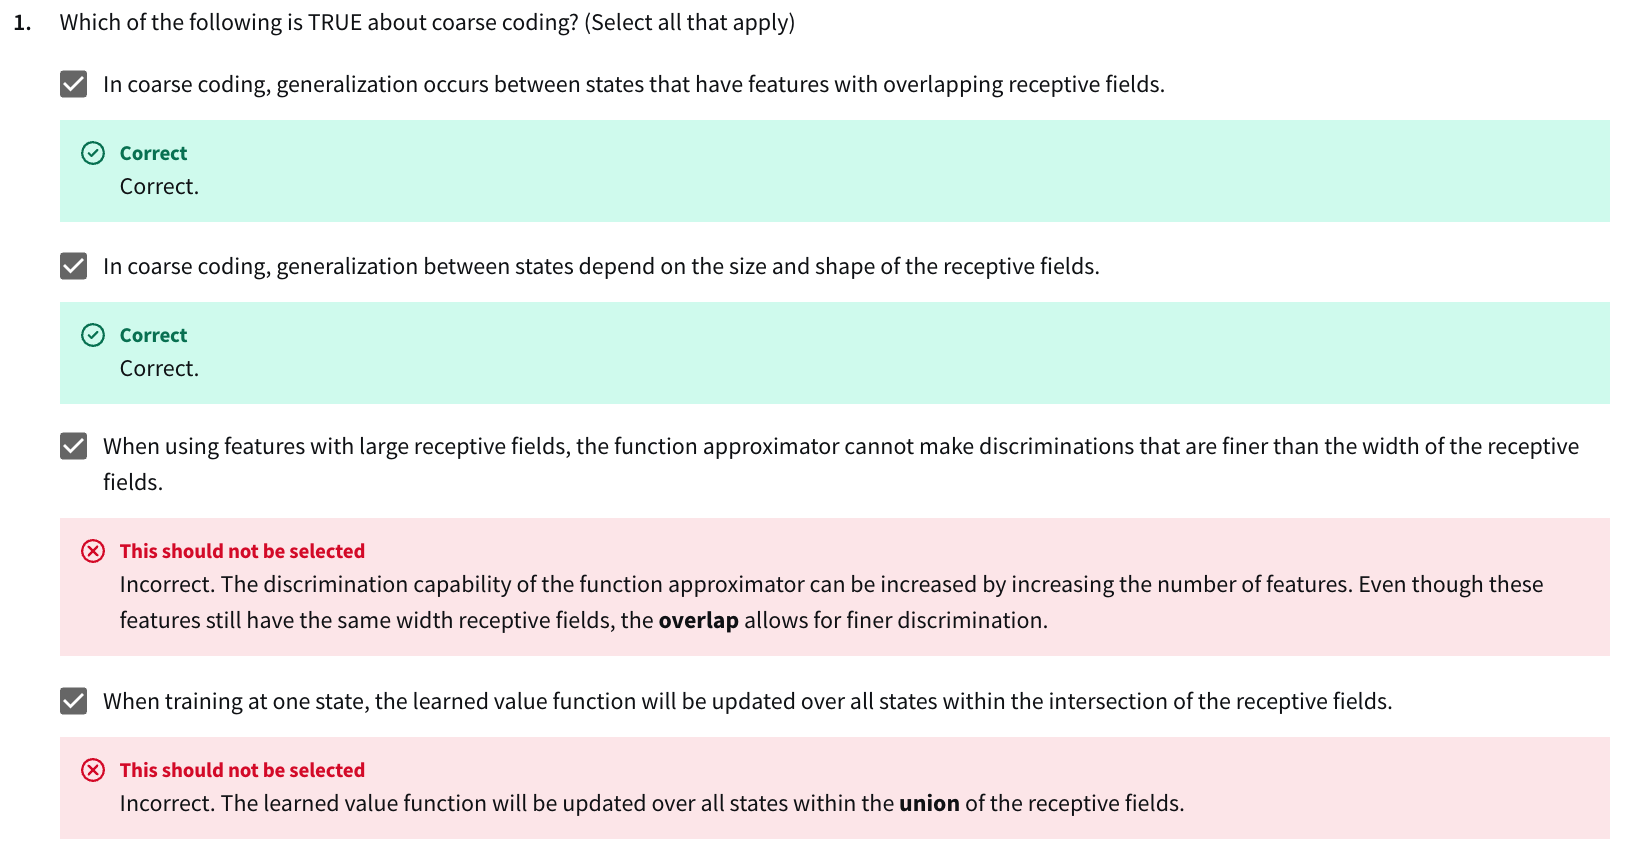 1. Which of the following is TRUE about coarse coding? (Select all that apply)
In coarse coding, generalization occurs between states that have features with overlapping receptive fields.
Correct
Correct.
In coarse coding, generalization between states depend on the size and shape of the receptive fields.
Correct
Correct.
When using features with large receptive fields, the function approximator cannot make discriminations that are finer than the width of the receptive
fields.
This should not be selected
Incorrect. The discrimination capability of the function approximator can be increased by increasing the number of features. Even though these
features still have the same width receptive fields, the overlap allows for finer discrimination.
When training at one state, the learned value function will be updated over all states within the intersection of the receptive fields.
This should not be selected
Incorrect. The learned value function will be updated over all states within the union of the receptive fields.